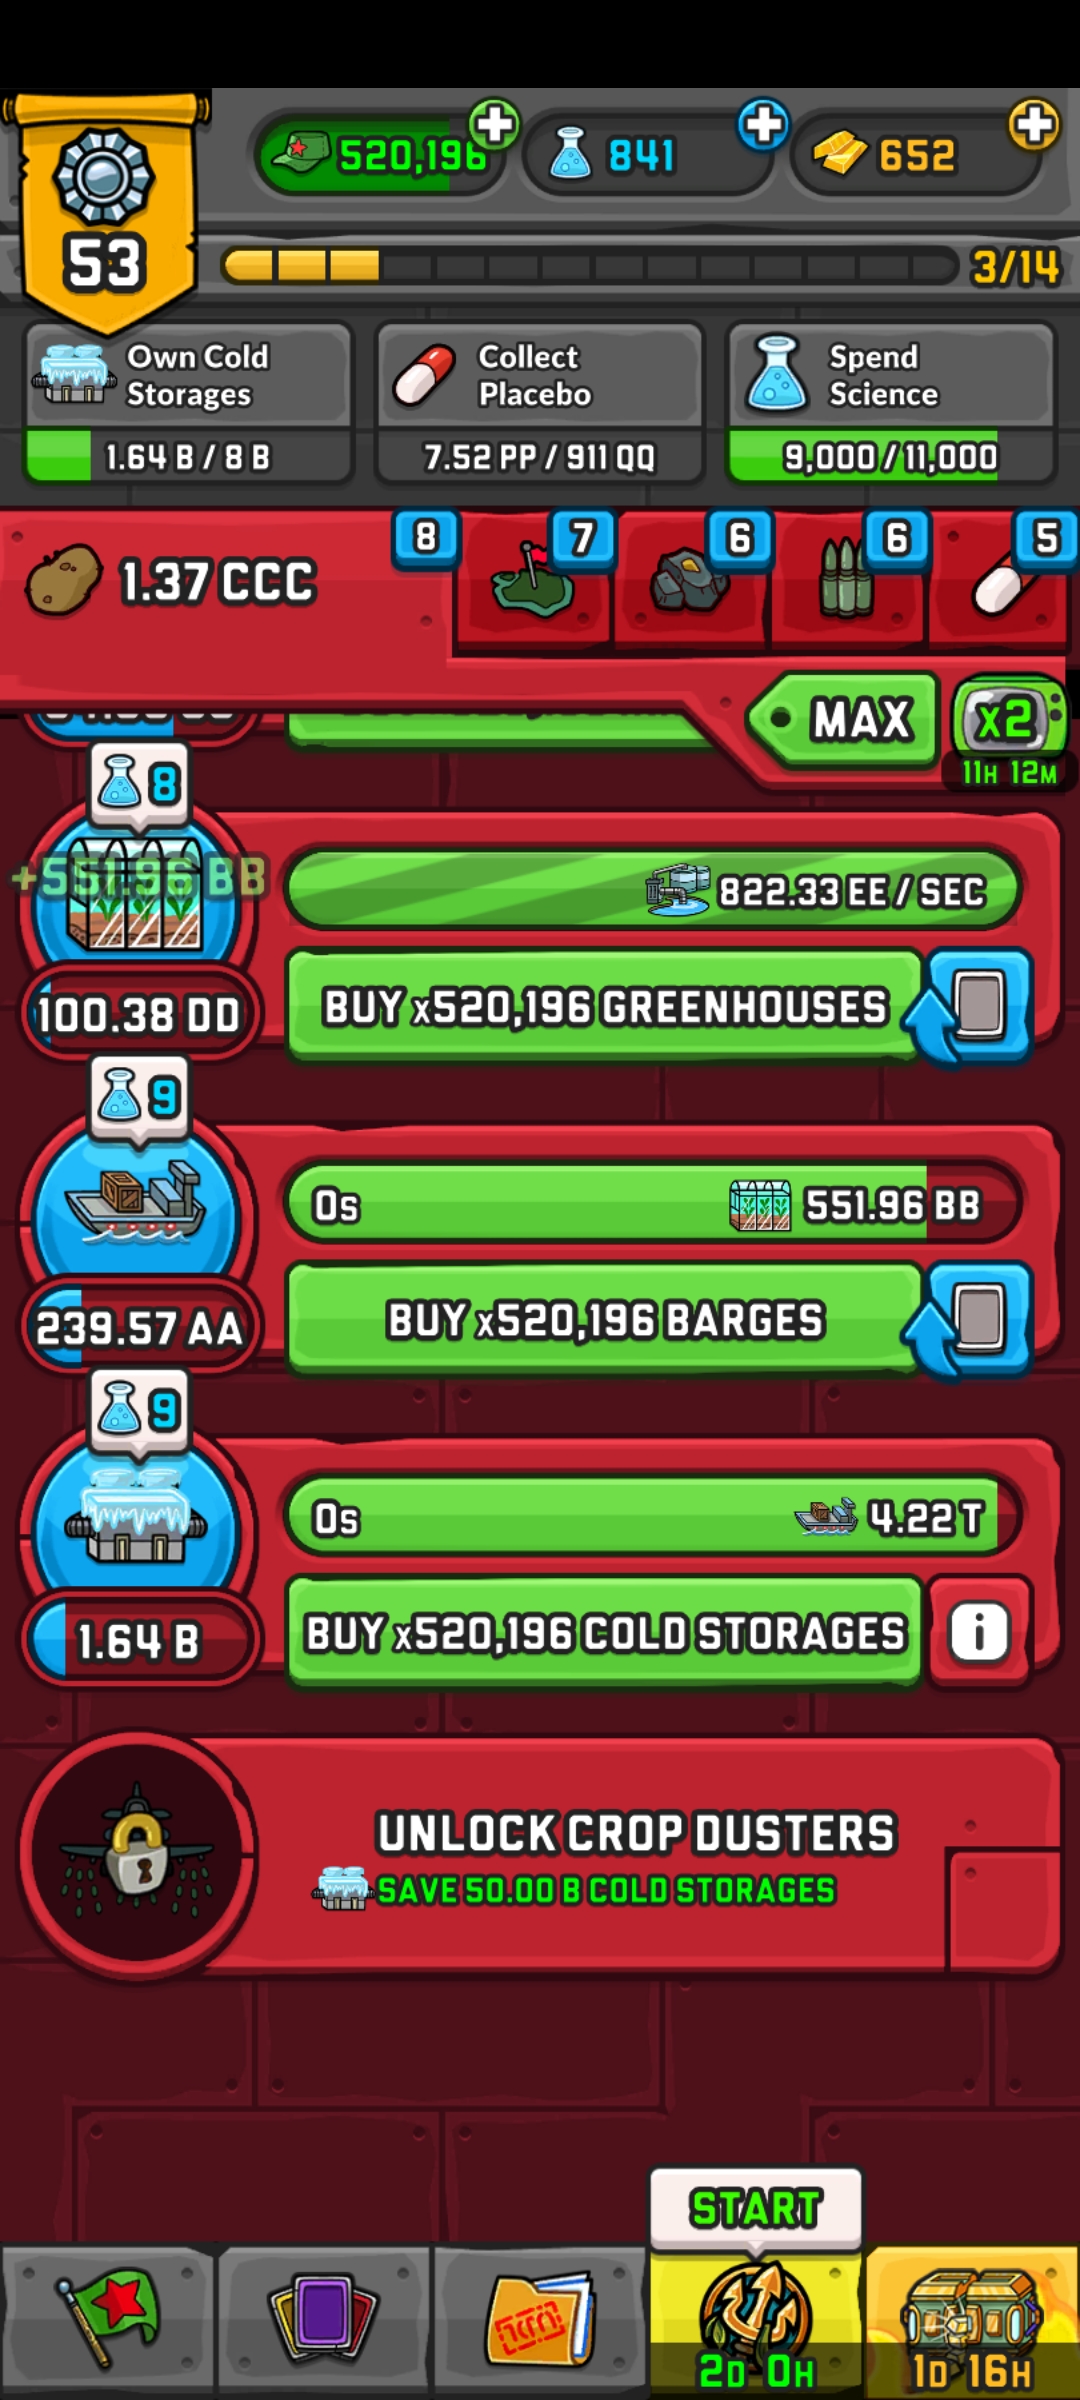 520,196
841
652
53
3/14
Own Cold
Storages
Collect
Placebo
Spend
Science
1.64 B / 8 B
7.52 PP / 911 QQ
9,000 / 11,000
1.37 CCC
8
7
6
6
5
MAX
x2
11H 12M
8
+551.96 BB
822.33 EE / SEC
100.38 DD
BUY x520,196 GREENHOUSES
9
0s
551.96 BB
239.57 AA
BUY x520,196 BARGES
9
0s
4.22 T
1.64 B
BUY x520,196 COLD STORAGES
i
UNLOCK CROP DUSTERS
SAVE 50.00 B COLD STORAGES
START
2D 0H
1D 16H